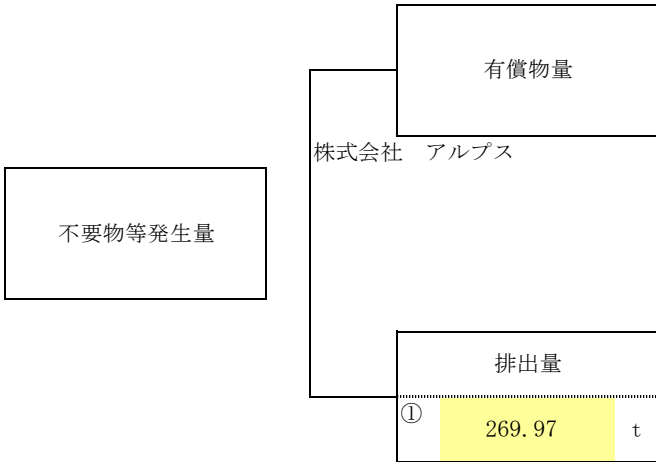 有償物量
株式会社　アルプス
不要物等発生量
排出量
① 269.97 t